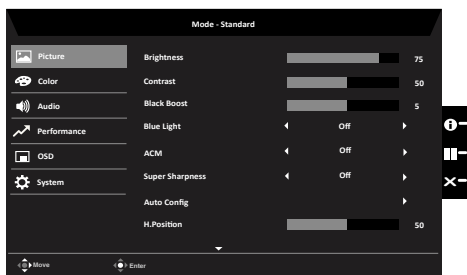 Mode - Standard
Picture
Color
Audio
Performance
OSD
System
Brightness 75
Contrast 50
Black Boost 5
Blue Light Off
ACM Off
Super Sharpness Off
Auto Config
H.Position 50
Move Enter